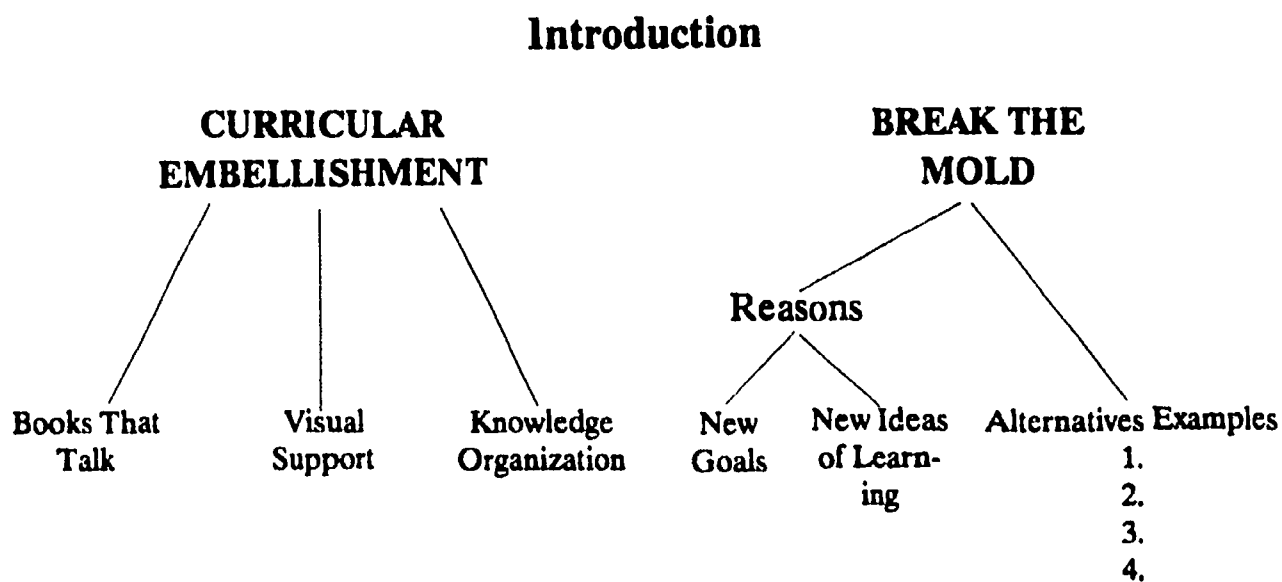 Introduction
CURRICULAR
EMBELLISHMENT
BREAK THE
MOLD
Reasons
Books That
Talk
Visual
Support
Knowledge
Organization
New
Goals
New Ideas
of Learn-
ing
Alternatives Examples
1.
2.
3.
4.